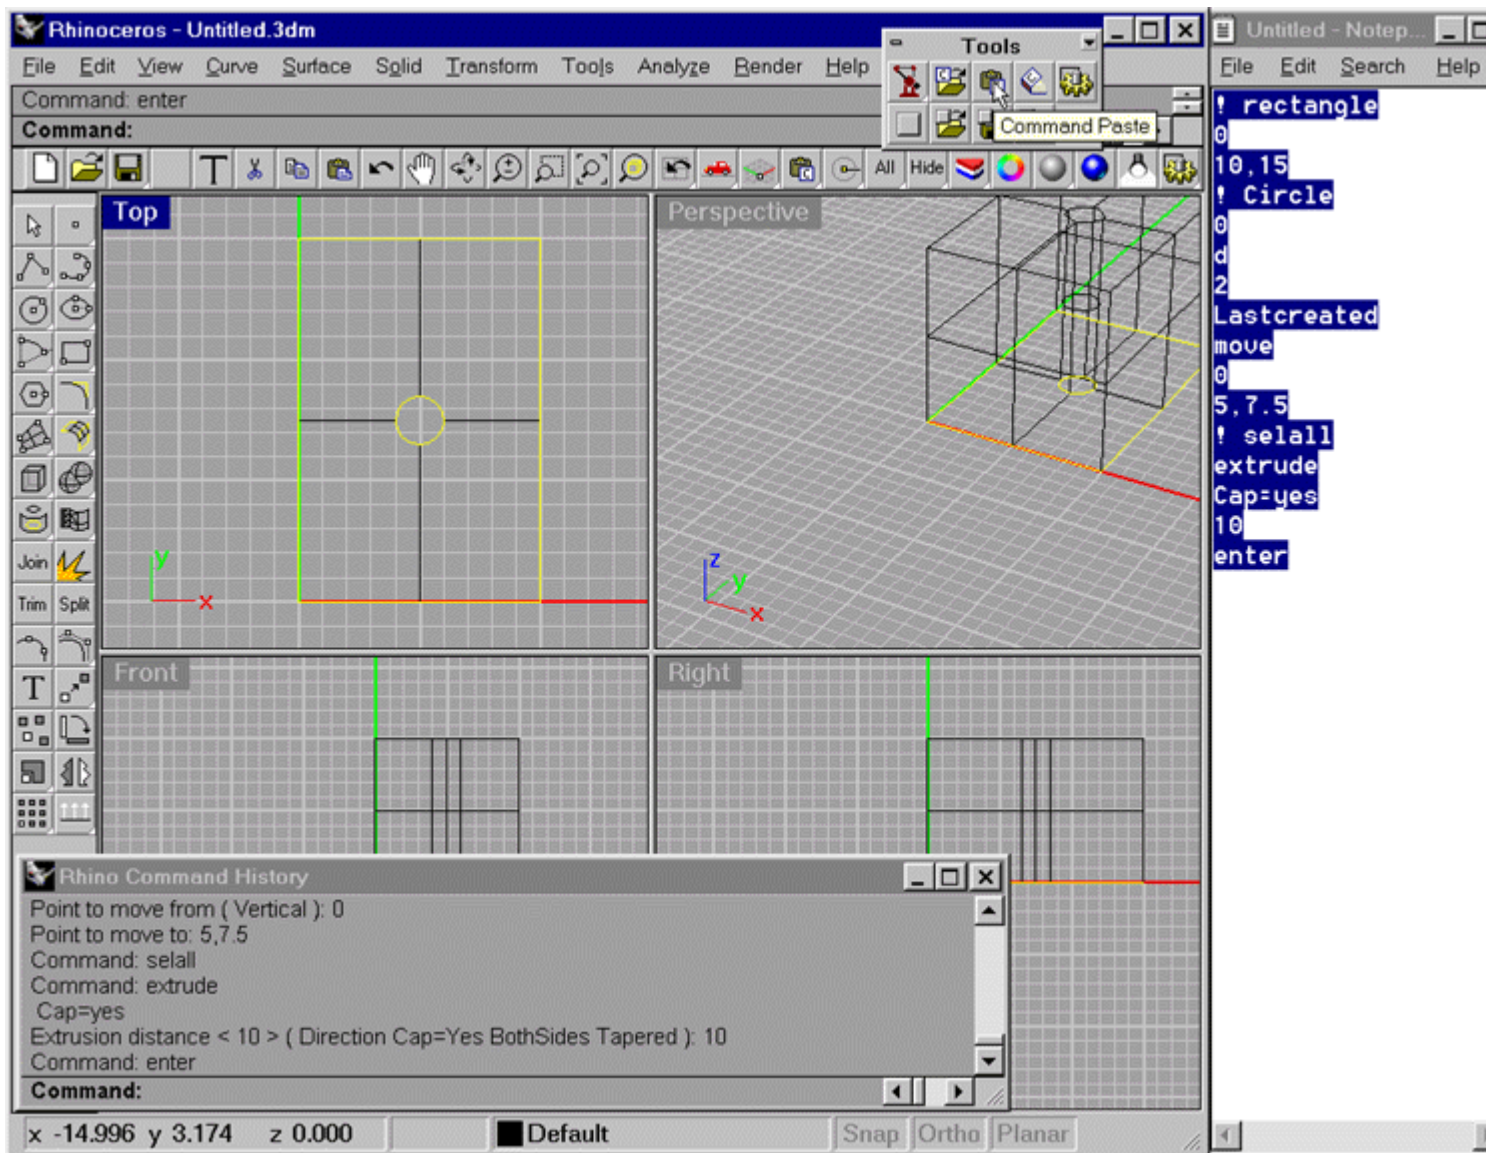 Rhinoceros - Untitled.3dm
File Edit View Curve Surface Solid Transform Tools Analyze Render Help
Command: enter
Command:
Tools
Command Paste
T All Hide
Top
Perspective
y
x
z
y
x
Join
Trim Split
T
Front
Right
Rhino Command History
Point to move from ( Vertical ): 0
Point to move to: 5,7.5
Command: selall
Command: extrude
Cap=yes
Extrusion distance < 10 > ( Direction Cap=Yes BothSides Tapered ): 10
Command: enter
Command:
x -14.996 y 3.174 z 0.000 Default Snap Ortho Planar
Untitled - Notep...
File Edit Search Help
! rectangle
0
10,15
! Circle
0
d
2
Lastcreated
move
0
5,7.5
! selall
extrude
Cap=yes
10
enter